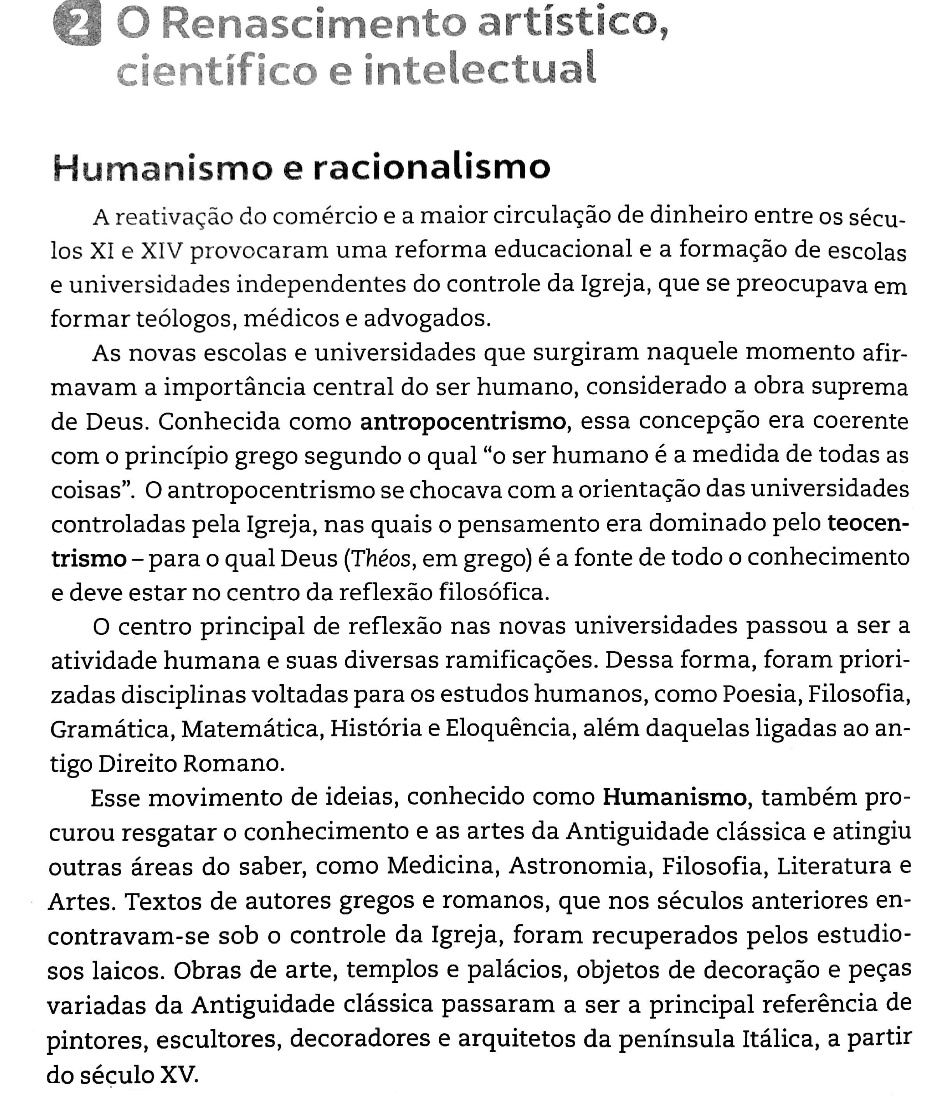 2 O Renascimento artístico,
científico e intelectual
Humanismo e racionalismo
A reativação do comércio e a maior circulação de dinheiro entre os sécu-
los XI e XIV provocaram uma reforma educacional e a formação de escolas
e universidades independentes do controle da Igreja, que se preocupava em
formar teólogos, médicos e advogados.
As novas escolas e universidades que surgiram naquele momento afir-
mavam a importância central do ser humano, considerado a obra suprema
de Deus. Conhecida como antropocentrismo, essa concepção era coerente
com o princípio grego segundo o qual “o ser humano é a medida de todas as
coisas”. O antropocentrismo se chocava com a orientação das universidades
controladas pela Igreja, nas quais o pensamento era dominado pelo teocen-
trismo – para o qual Deus (Théos, em grego) é a fonte de todo o conhecimento
e deve estar no centro da reflexão filosófica.
O centro principal de reflexão nas novas universidades passou a ser a
atividade humana e suas diversas ramificações. Dessa forma, foram priori-
zadas disciplinas voltadas para os estudos humanos, como Poesia, Filosofia,
Gramática, Matemática, História e Eloquência, além daquelas ligadas ao an-
tigo Direito Romano.
Esse movimento de ideias, conhecido como Humanismo, também pro-
curou resgatar o conhecimento e as artes da Antiguidade clássica e atingiu
outras áreas do saber, como Medicina, Astronomia, Filosofia, Literatura e
Artes. Textos de autores gregos e romanos, que nos séculos anteriores en-
contravam-se sob o controle da Igreja, foram recuperados pelos estudio-
sos laicos. Obras de arte, templos e palácios, objetos de decoração e peças
variadas da Antiguidade clássica passaram a ser a principal referência de
pintores, escultores, decoradores e arquitetos da península Itálica, a partir
do século XV.